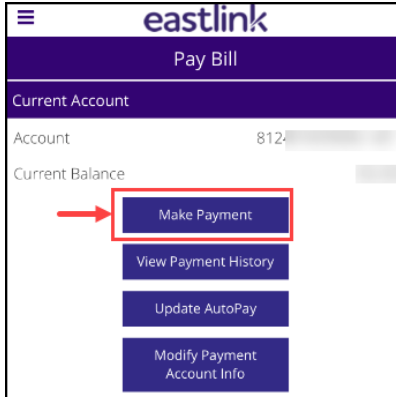 eastlink
Pay Bill
Current Account
Account 812
Current Balance
Make Payment
View Payment History
Update AutoPay
Modify Payment
Account Info